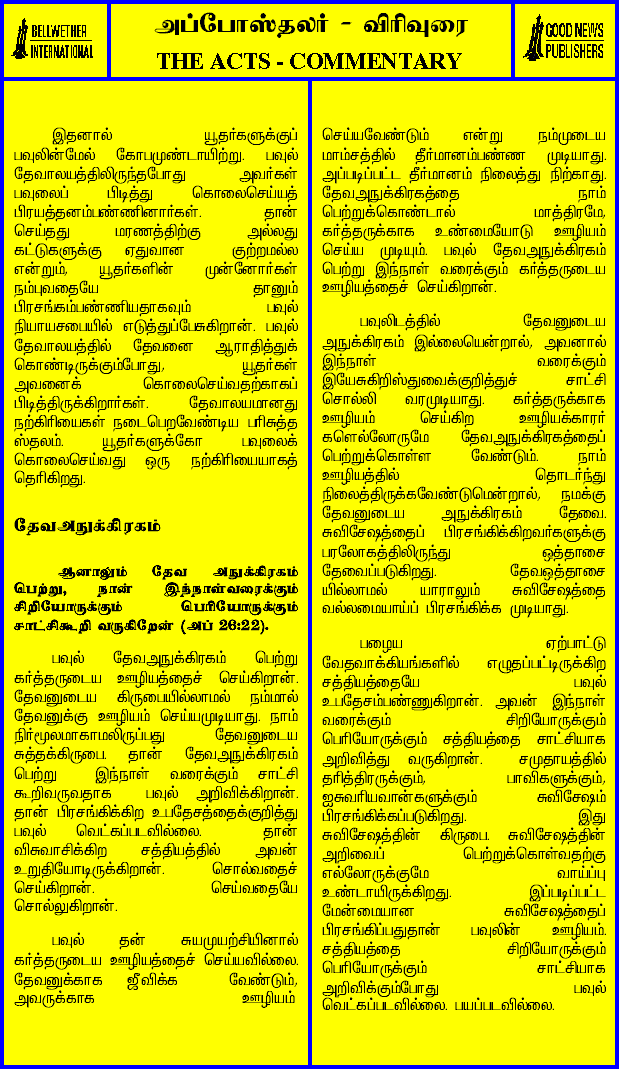 BELLWETHER
INTERNATIONAL
அப்போஸ்தலர் - விரிவுரை
THE ACTS - COMMENTARY
GOOD NEWS
PUBLISHERS
இதனால் யூதர்களுக்குப்
பவுலின்மேல் கோபமுண்டாயிற்று. பவுல்
தேவாலயத்திலிருந்தபோது அவர்கள்
பவுலைப் பிடித்து கொலைசெய்யத்
பிரயத்தனம்பண்ணினார்கள். தான்
செய்தது மரணத்திற்கு அல்லது
கட்டுகளுக்கு ஏதுவான குற்றமல்ல
என்றும், யூதர்களின் முன்னோர்கள்
நம்புவதையே தானும்
பிரசங்கம்பண்ணியதாகவும் பவுல்
நியாயசபையில் எடுத்துப்பேசுகிறான். பவுல்
தேவாலயத்தில் தேவனை ஆராதித்துக்
கொண்டிருக்கும்போது, யூதர்கள்
அவனைக் கொலைசெய்வதற்காகப்
பிடித்திருக்கிறார்கள். தேவாலயமானது
நற்கிரியைகள் நடைபெறவேண்டிய பரிசுத்த
ஸ்தலம். யூதர்களுக்கோ பவுலைக்
கொலைசெய்வது ஒரு நற்கிரியையாகத்
தெரிகிறது.
தேவஅநுக்கிரகம்
ஆனாலும் தேவ அநுக்கிரகம்
பெற்று, நான் இந்நாள்வரைக்கும்
சிறியோருக்கும் பெரியோருக்கும்
சாட்சிகூறி வருகிறேன் (அப் 26:22).
பவுல் தேவஅநுக்கிரகம் பெற்று
கர்த்தருடைய ஊழியத்தைச் செய்கிறான்.
தேவனுடைய கிருபையில்லாமல் நம்மால்
தேவனுக்கு ஊழியம் செய்யமுடியாது. நாம்
நிர்மூலமாகாமலிருப்பது தேவனுடைய
சுத்தக்கிருபை. தான் தேவஅநுக்கிரகம்
பெற்று இந்நாள் வரைக்கும் சாட்சி
கூறிவருவதாக பவுல் அறிவிக்கிறான்.
தான் பிரசங்கிக்கிற உபதேசத்தைக்குறித்து
பவுல் வெட்கப்படவில்லை. தான்
விசுவாசிக்கிற சத்தியத்தில் அவன்
உறுதியோடிருக்கிறான். சொல்வதைச்
செய்கிறான். செய்வதையே
சொல்லுகிறான்.
பவுல் தன் சுயமுயற்சியினால்
கர்த்தருடைய ஊழியத்தைச் செய்யவில்லை.
தேவனுக்காக ஜீவிக்க வேண்டும்,
அவருக்காக ஊழியம்
செய்யவேண்டும் என்று நம்முடைய
மாம்சத்தில் தீர்மானம்பண்ண முடியாது.
அப்படிப்பட்ட தீர்மானம் நிலைத்து நிற்காது.
தேவஅநுக்கிரகத்தை நாம்
பெற்றுக்கொண்டால் மாத்திரமே,
கர்த்தருக்காக உண்மையோடு ஊழியம்
செய்ய முடியும். பவுல் தேவஅநுக்கிரகம்
பெற்று இந்நாள் வரைக்கும் கர்த்தருடைய
ஊழியத்தைச் செய்கிறான்.
பவுலிடத்தில் தேவனுடைய
அநுக்கிரகம் இல்லையென்றால், அவனால்
இந்நாள் வரைக்கும்
இயேசுகிறிஸ்துவைக்குறித்துச் சாட்சி
சொல்லி வரமுடியாது. கர்த்தருக்காக
ஊழியம் செய்கிற ஊழியக்காரர்
களெல்லோருமே தேவஅநுக்கிரகத்தைப்
பெற்றுக்கொள்ள வேண்டும். நாம்
ஊழியத்தில் தொடர்ந்து
நிலைத்திருக்கவேண்டுமென்றால், நமக்கு
தேவனுடைய அநுக்கிரகம் தேவை.
சுவிசேஷத்தைப் பிரசங்கிக்கிறவர்களுக்கு
பரலோகத்திலிருந்து ஒத்தாசை
தேவைப்படுகிறது. தேவஒத்தாசை
யில்லாமல் யாராலும் சுவிசேஷத்தை
வல்லமையாய்ப் பிரசங்கிக்க முடியாது.
பழைய ஏற்பாட்டு
வேதவாக்கியங்களில் எழுதப்பட்டிருக்கிற
சத்தியத்தையே பவுல்
உபதேசம்பண்ணுகிறான். அவன் இந்நாள்
வரைக்கும் சிறியோருக்கும்
பெரியோருக்கும் சத்தியத்தை சாட்சியாக
அறிவித்து வருகிறான். சமுதாயத்தில்
தரித்திரருக்கும், பாவிகளுக்கும்,
ஐசுவரியவான்களுக்கும் சுவிசேஷம்
பிரசங்கிக்கப்படுகிறது. இது
சுவிசேஷத்தின் கிருபை. சுவிசேஷத்தின்
அறிவைப் பெற்றுக்கொள்வதற்கு
எல்லோருக்குமே வாய்ப்பு
உண்டாயிருக்கிறது. இப்படிப்பட்ட
மேன்மையான சுவிசேஷத்தைப்
பிரசங்கிப்பதுதான் பவுலின் ஊழியம்.
சத்தியத்தை சிறியோருக்கும்
பெரியோருக்கும் சாட்சியாக
அறிவிக்கும்போது பவுல்
வெட்கப்படவில்லை. பயப்படவில்லை.